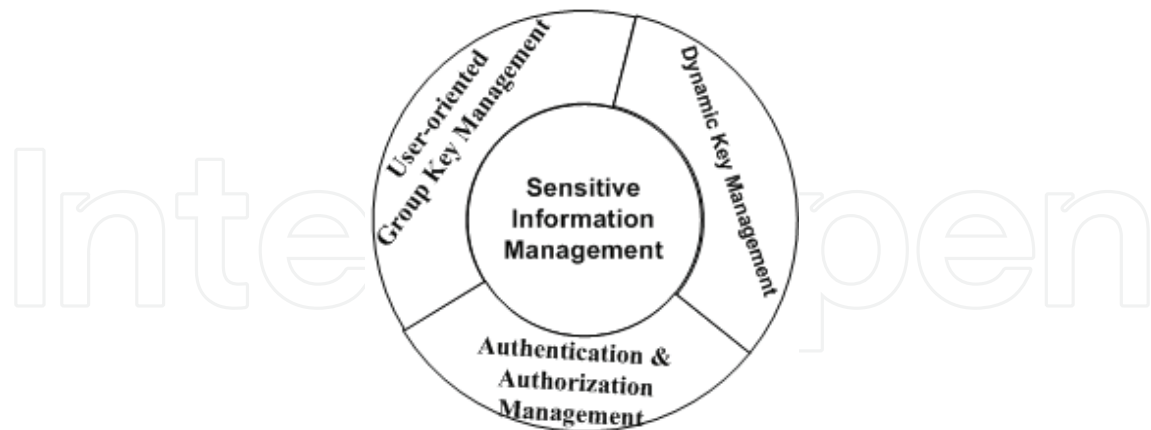 User-oriented
Group Key Management
Dynamic Key Management
Sensitive
Information
Management
Authentication &
Authorization
Management